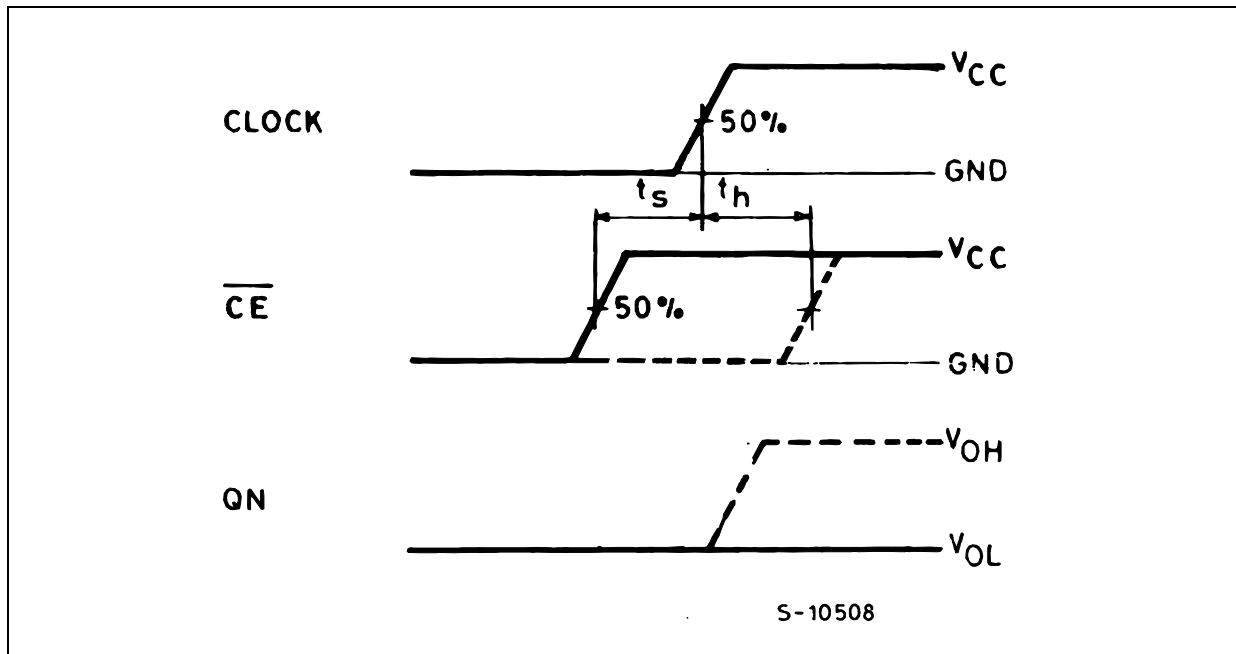 VCC
CLOCK 50%
GND
ts th
VCC
CE 50%
GND
VOH
QN
VOL
S-10508